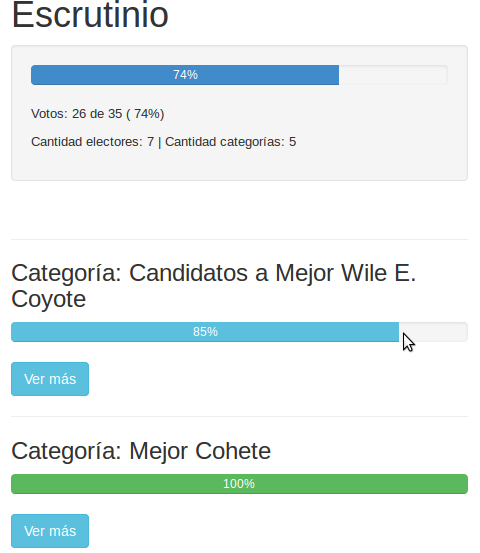 Escrutinio
74%
Votos: 26 de 35 ( 74%)
Cantidad electores: 7 | Cantidad categorías: 5
Categoría: Candidatos a Mejor Wile E.
Coyote
85%
Ver más
Categoría: Mejor Cohete
100%
Ver más